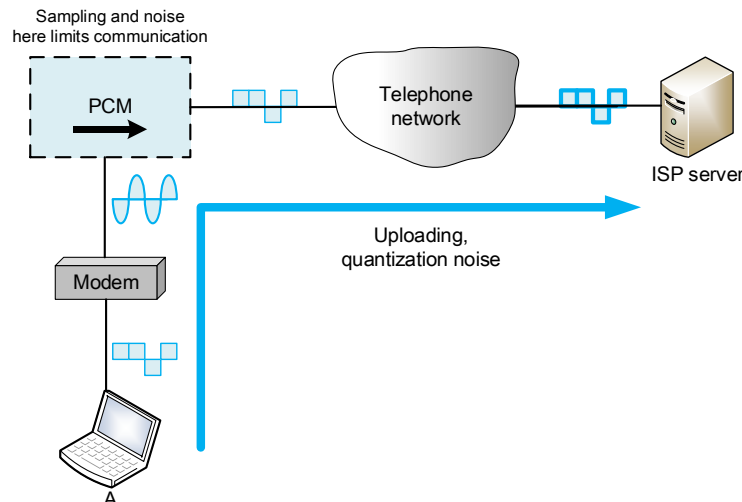 Sampling and noise
here limits communication
PCM
Telephone
network
ISP server
Uploading,
quantization noise
Modem
A